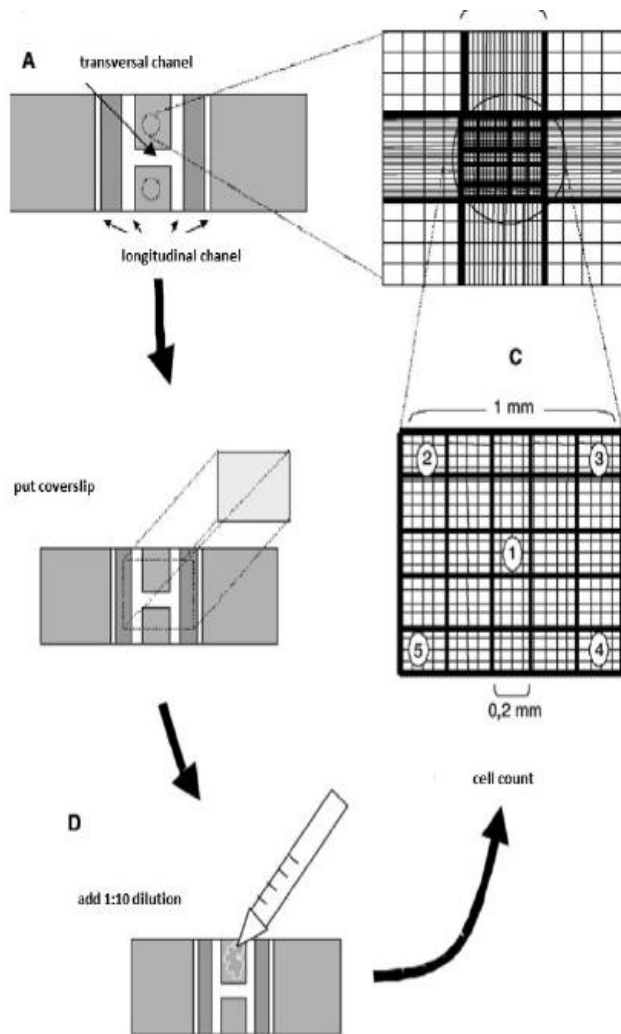 A
transversal chanel
longitudinal chanel
C
1 mm
2
3
put coverslip
1
5
4
0,2 mm
cell count
D
add 1:10 dilution